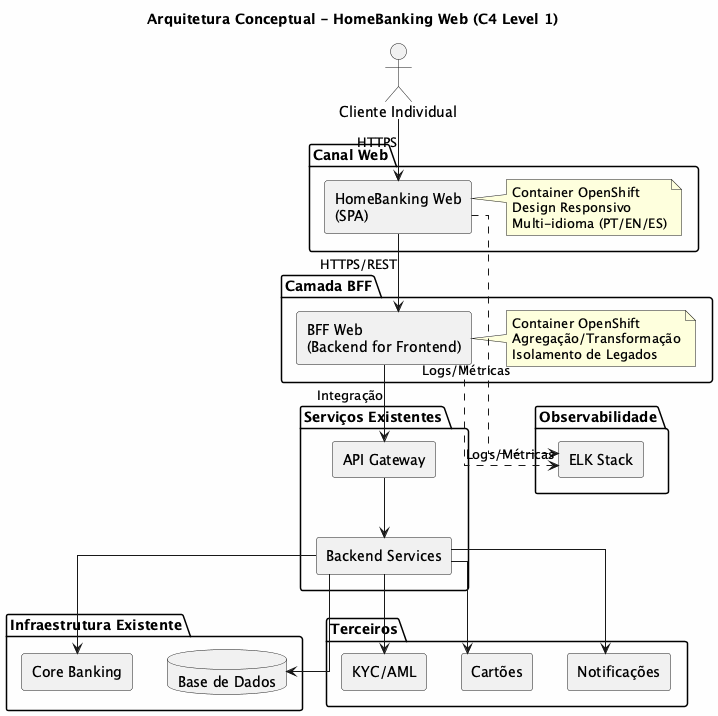 Arquitetura Conceptual - HomeBanking Web (C4 Level 1)
Cliente Individual
HTTPS
Canal Web
HomeBanking Web
(SPA)
Container OpenShift
Design Responsivo
Multi-idioma (PT/EN/ES)
HTTPS/REST
Camada BFF
BFF Web
(Backend for Frontend)
Container OpenShift
Agregação/Transformação
Isolamento de Legados
Logs/Métricas
Integração
Serviços Existentes
Observabilidade
API Gateway
Logs/Métricas
ELK Stack
Backend Services
Infraestrutura Existente
Terceiros
Core Banking
Base de Dados
KYC/AML
Cartões
Notificações